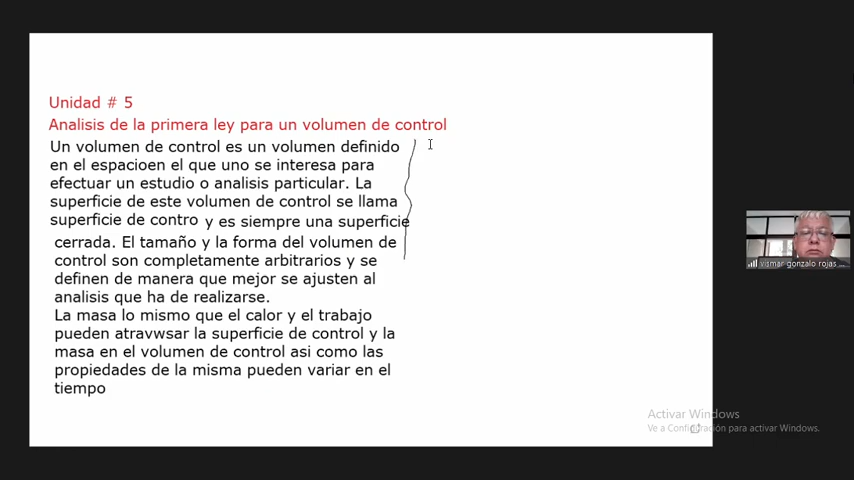 Unidad # 5
Analisis de la primera ley para un volumen de control
Un volumen de control es un volumen definido
en el espacioen el que uno se interesa para
efectuar un estudio o analisis particular. La
superficie de este volumen de control se llama
superficie de contro y es siempre una superficie
cerrada. El tamaño y la forma del volumen de
control son completamente arbitrarios y se
definen de manera que mejor se ajusten al
analisis que ha de realizarse.
La masa lo mismo que el calor y el trabajo
pueden atravwsar la superficie de control y la
masa en el volumen de control asi como las
propiedades de la misma pueden variar en el
tiempo
vismar gonzalo rojas
Activar Windows
Ve a Configuración para activar Windows.